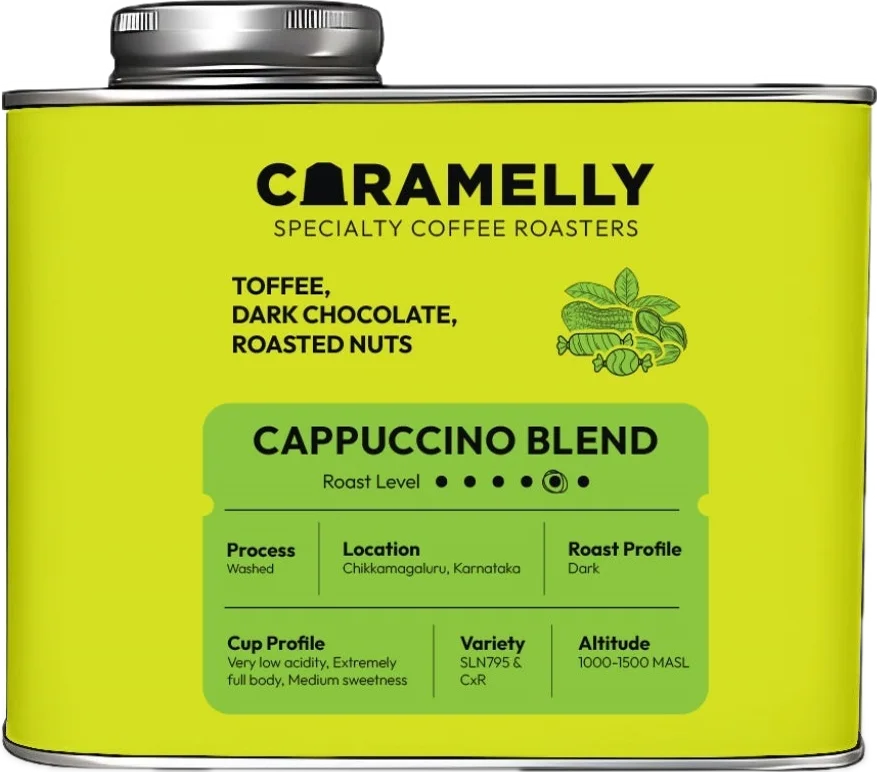 CARAMELLY
SPECIALTY COFFEE ROASTERS
TOFFEE,
DARK CHOCOLATE,
ROASTED NUTS
CAPPUCCINO BLEND
Roast Level
Process
Washed
Location
Chikkamagaluru, Karnataka
Roast Profile
Dark
Cup Profile
Very low acidity, Extremely
full body, Medium sweetness
Variety
SLN795 &
CxR
Altitude
1000-1500 MASL